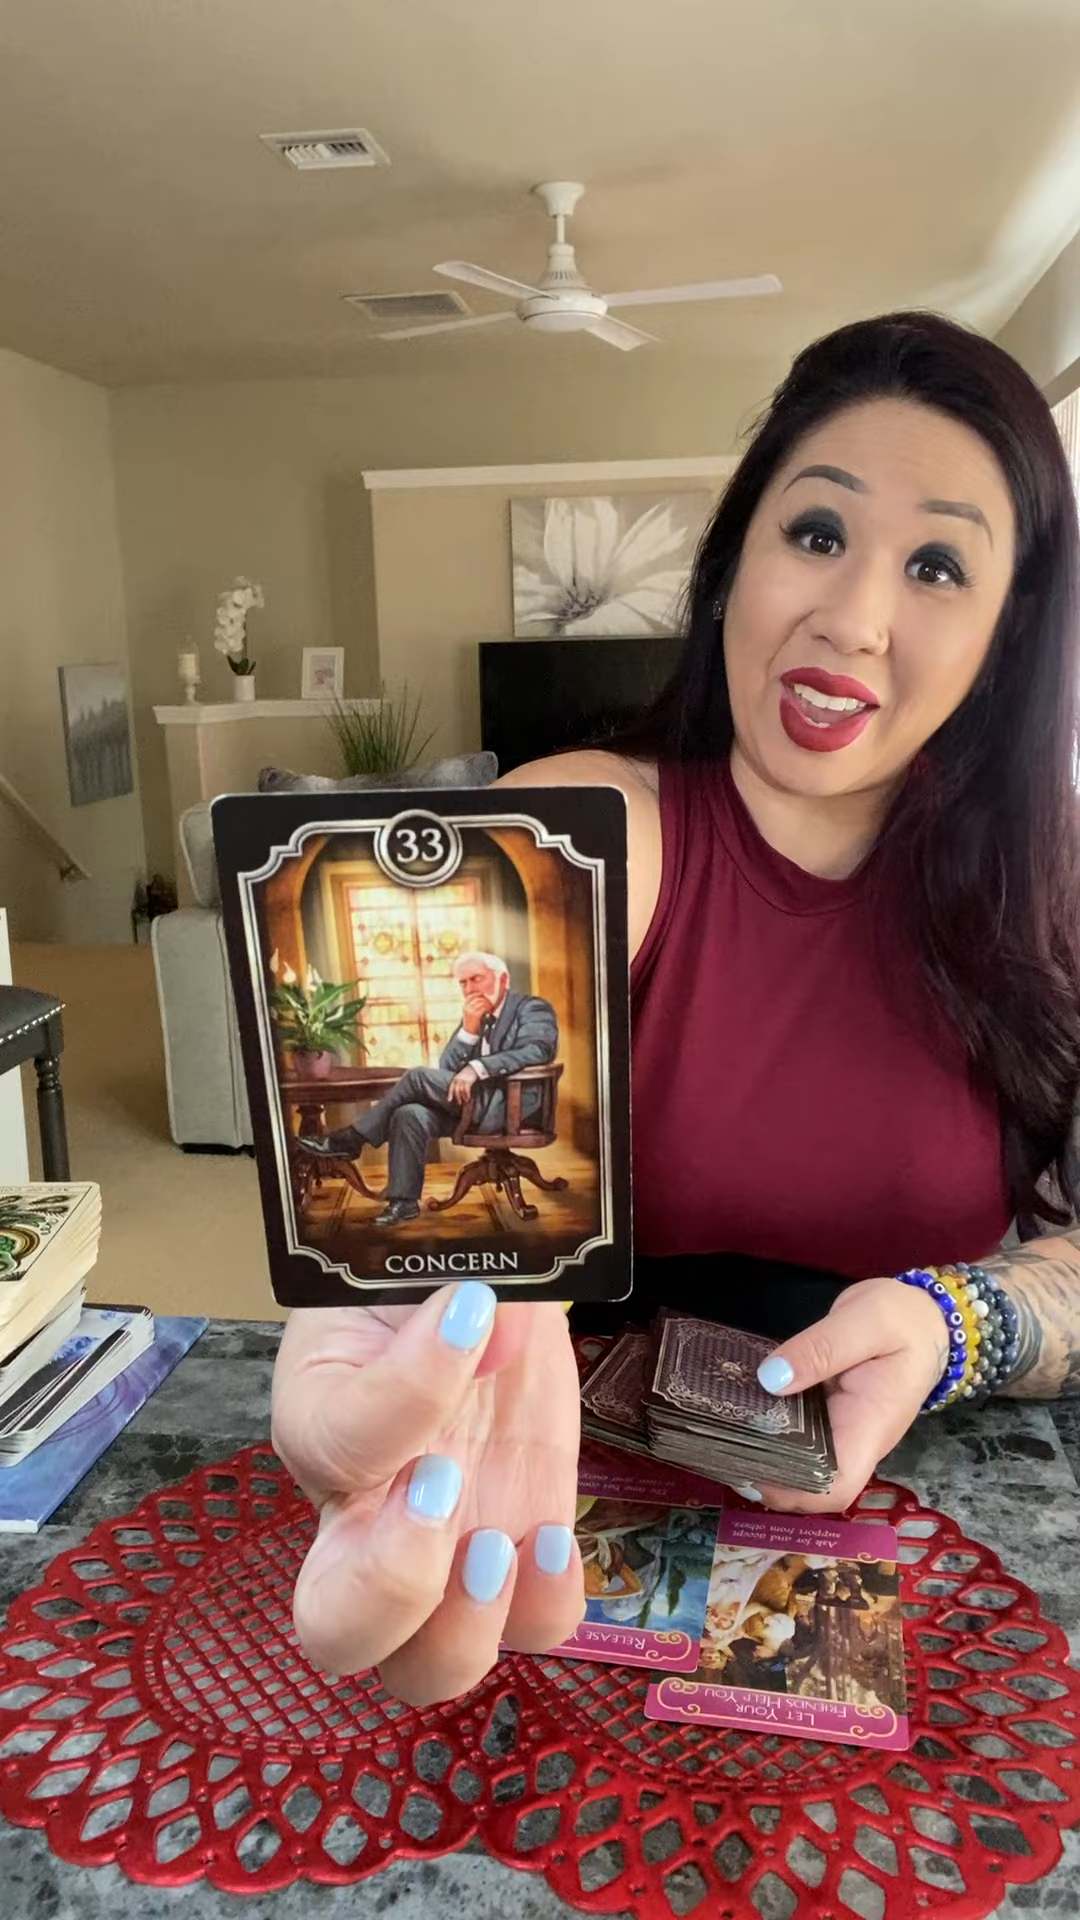 33
CONCERN
Ask for and accept
support from others.
RELEASE
LET YOUR
FRIENDS HELP YOU